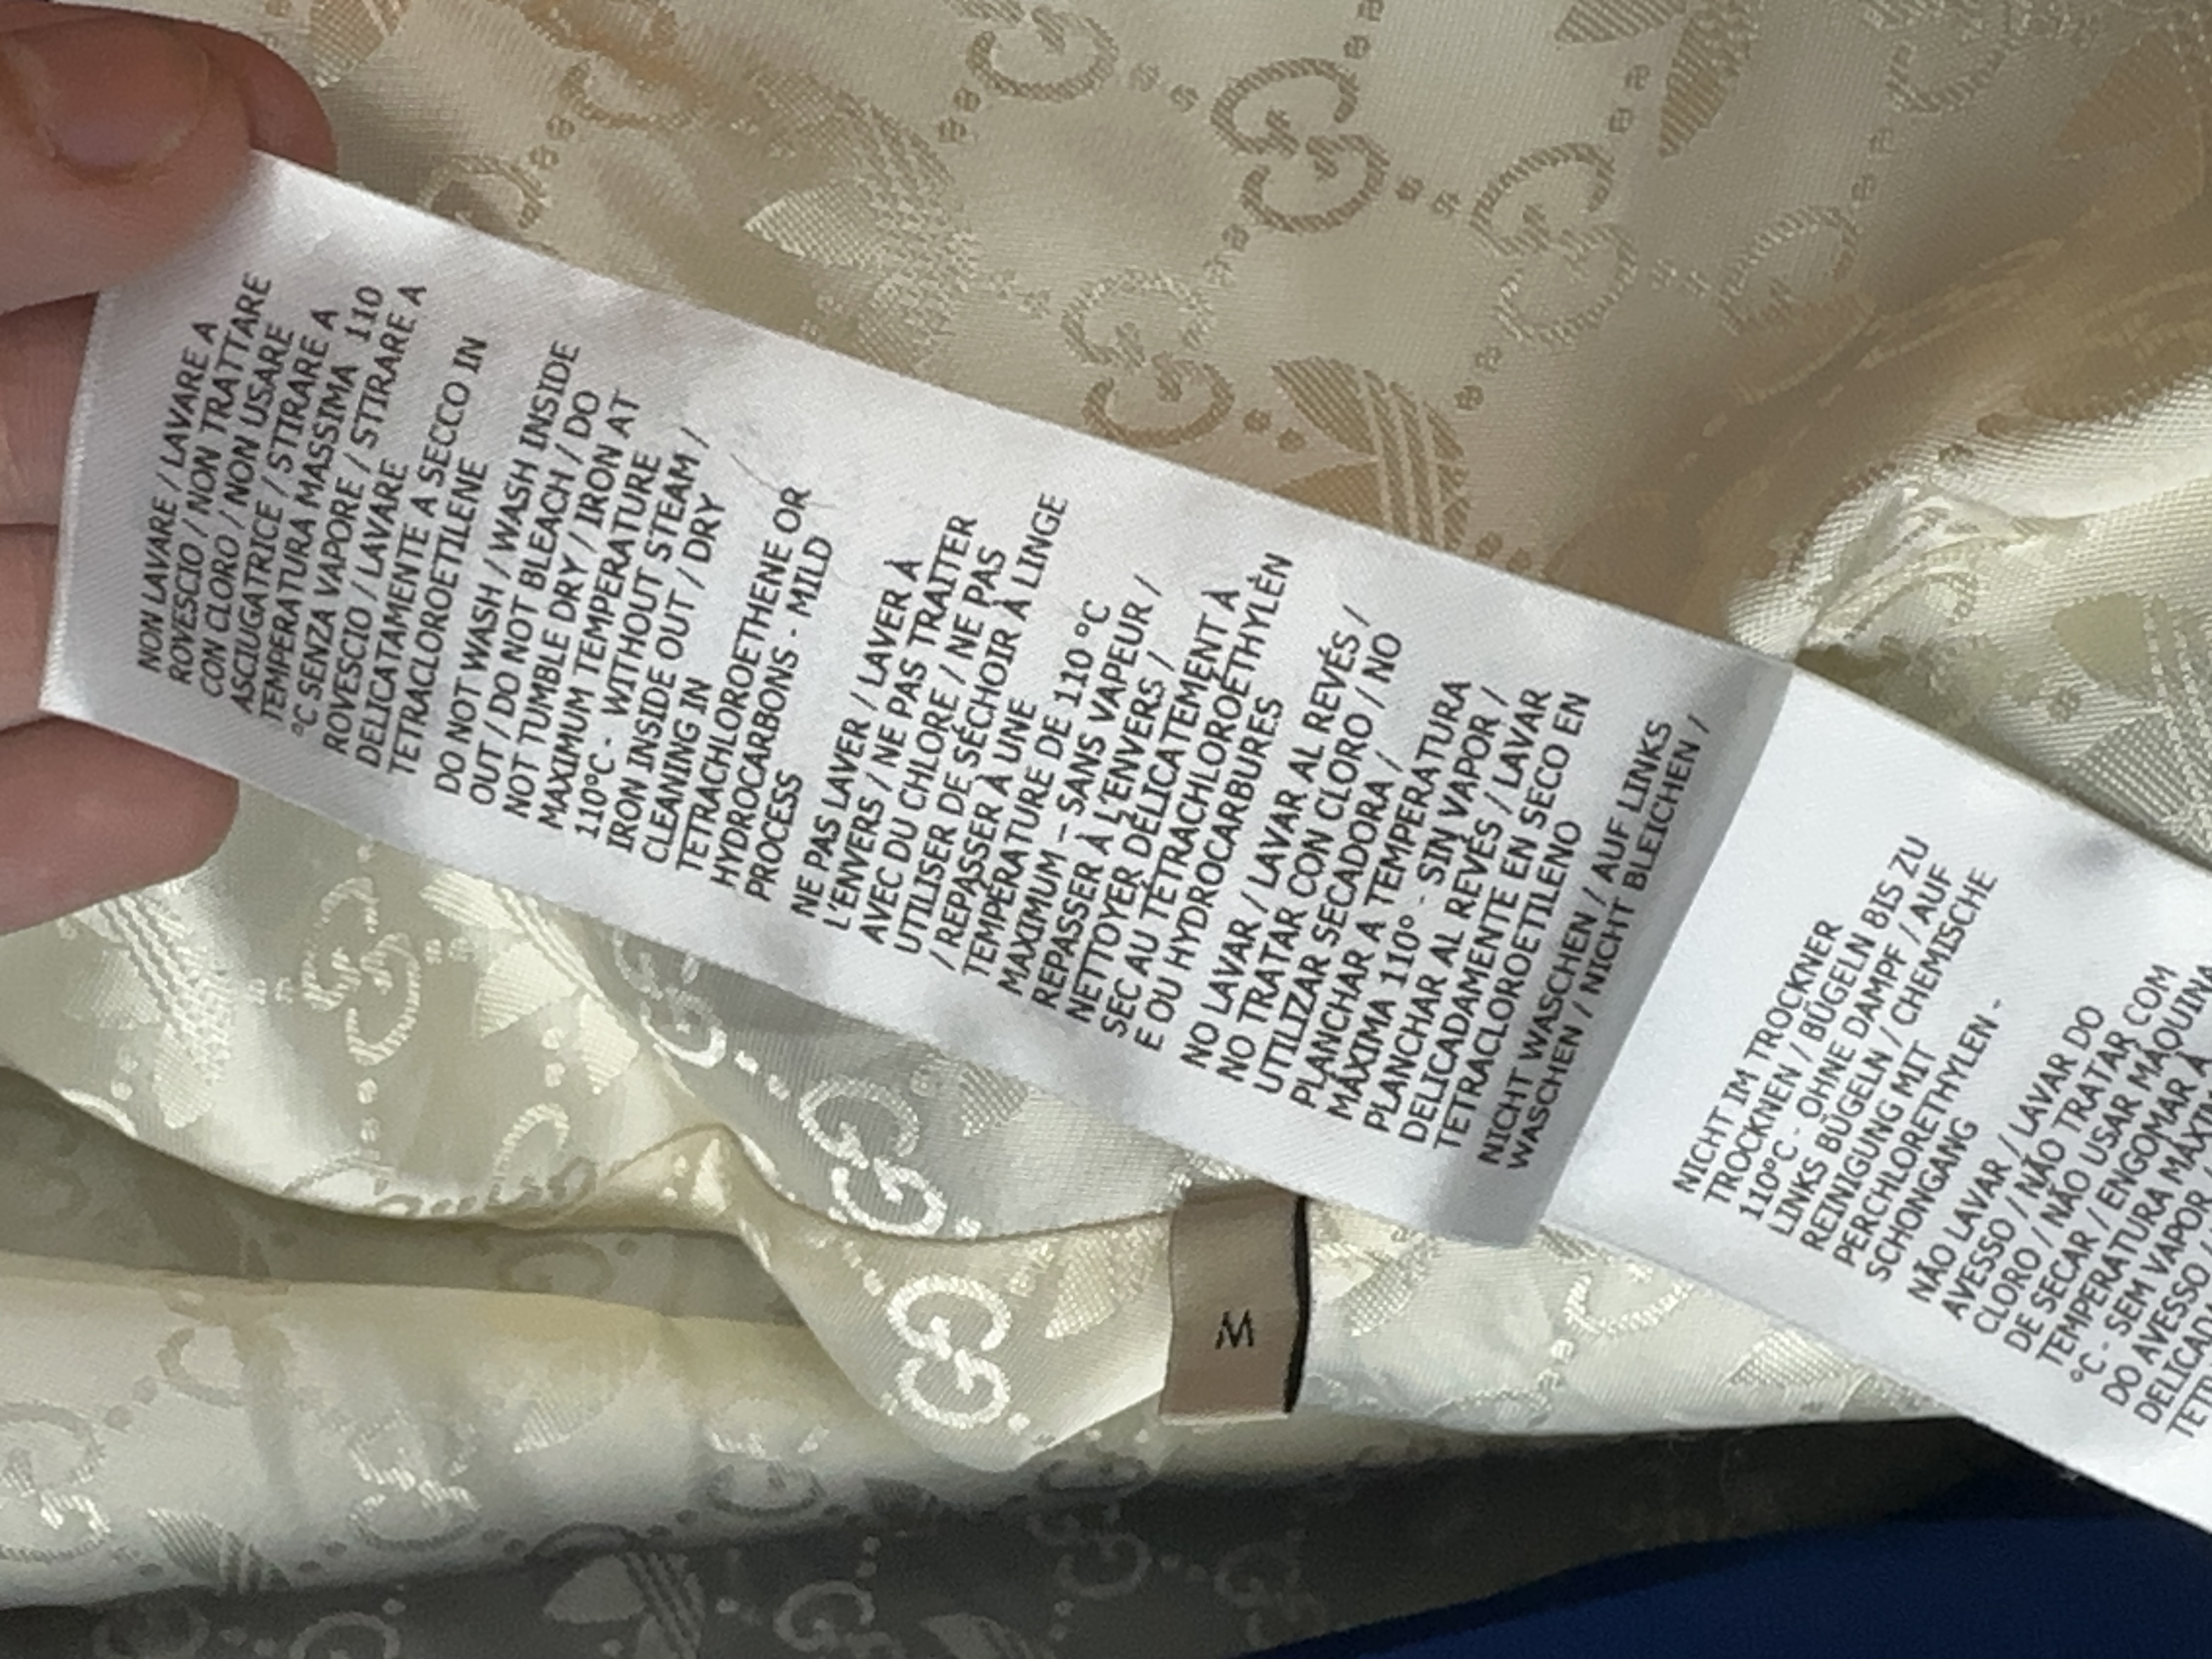 NON LAVARE / LAVARE A
ROVESCIO / NON TRATTARE
CON CLORO / NON USARE
ASCIUGATRICE / STIRARE A
TEMPERATURA MASSIMA 110
°C SENZA VAPORE / STIRARE A
ROVESCIO / LAVARE
DELICATAMENTE A SECCO IN
TETRACLOROETILENE
DO NOT WASH / WASH INSIDE
OUT / DO NOT BLEACH / DO
NOT TUMBLE DRY / IRON AT
MAXIMUM TEMPERATURE
110°C - WITHOUT STEAM /
IRON INSIDE OUT / DRY
CLEANING IN
TETRACHLOROETHENE OR
HYDROCARBONS - MILD
PROCESS
NE PAS LAVER / LAVER À
L'ENVERS / NE PAS TRAITER
AVEC DU CHLORE / NE PAS
UTILISER DE SÉCHOIR À LINGE
/ REPASSER À UNE
TEMPÉRATURE DE 110 °C
MAXIMUM – SANS VAPEUR /
REPASSER À L'ENVERS /
NETTOYER DÉLICATEMENT À
SEC AU TÉTRACHLOROÉTHYLÈN
E OU HYDROCARBURES
NO LAVAR / LAVAR AL REVÉS /
NO TRATAR CON CLORO / NO
UTILIZAR SECADORA /
PLANCHAR A TEMPERATURA
MÁXIMA 110° - SIN VAPOR /
PLANCHAR AL REVÉS / LAVAR
DELICADAMENTE EN SECO EN
TETRACLOROETILENO
NICHT WASCHEN / AUF LINKS
WASCHEN / NICHT BLEICHEN /
NICHT IM TROCKNER
TROCKNEN / BÜGELN BIS ZU
110°C - OHNE DAMPF / AUF
LINKS BÜGELN / CHEMISCHE
REINIGUNG MIT
PERCHLORETHYLEN -
SCHONGANG
NÃO LAVAR / LAVAR DO
AVESSO / NÃO TRATAR COM
CLORO / NÃO USAR MÁQUINA
DE SECAR / ENGOMAR À
TEMPERATURA
°C - SEM VAPOR
DO AVESSO
M